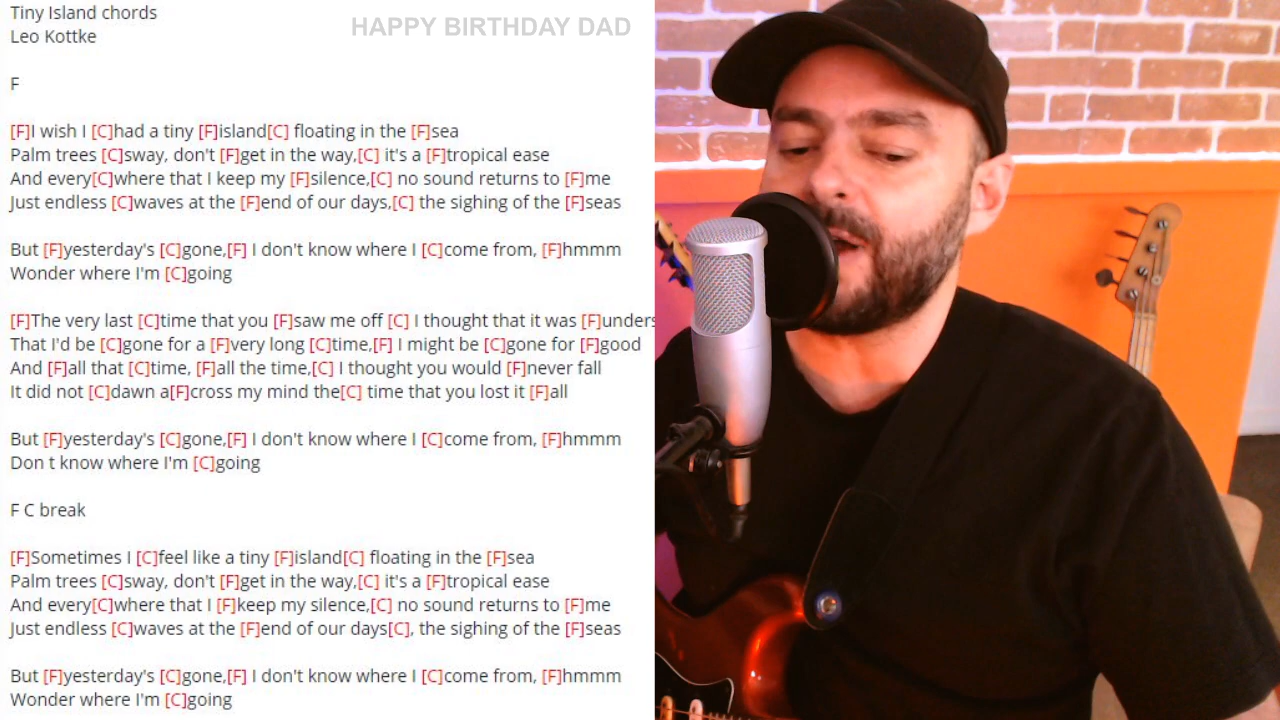 Tiny Island chords
HAPPY BIRTHDAY DAD
Leo Kottke
F
[F]I wish I [C]had a tiny [F]island[C] floating in the [F]sea
Palm trees [C]sway, don't [F]get in the way,[C] it's a [F]tropical ease
And every[C]where that I keep my [F]silence,[C] no sound returns to [F]me
Just endless [C]waves at the [F]end of our days,[C] the sighing of the [F]seas
But [F]yesterday's [C]gone,[F] I don't know where I [C]come from, [F]hmmm
Wonder where I'm [C]going
[F]The very last [C]time that you [F]saw me off [C] I thought that it was [F]unders
That I'd be [C]gone for a [F]very long [C]time,[F] I might be [C]gone for [F]good
And [F]all that [C]time, [F]all the time,[C] I thought you would [F]never fall
It did not [C]dawn a[F]cross my mind the[C] time that you lost it [F]all
But [F]yesterday's [C]gone,[F] I don't know where I [C]come from, [F]hmmm
Don t know where I'm [C]going
F C break
[F]Sometimes I [C]feel like a tiny [F]island[C] floating in the [F]sea
Palm trees [C]sway, don't [F]get in the way,[C] it's a [F]tropical ease
And every[C]where that I [F]keep my silence,[C] no sound returns to [F]me
Just endless [C]waves at the [F]end of our days[C], the sighing of the [F]seas
But [F]yesterday's [C]gone,[F] I don't know where I [C]come from, [F]hmmm
Wonder where I'm [C]going